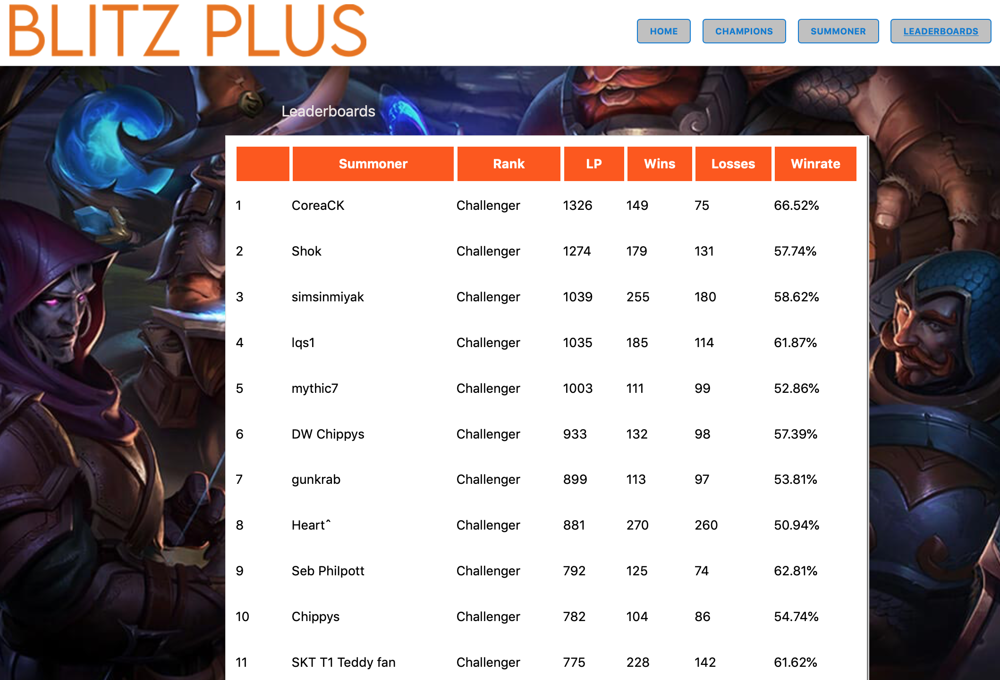 BLITZ PLUS
HOME CHAMPIONS SUMMONER LEADERBOARDS
Leaderboards
Summoner Rank LP Wins Losses Winrate
1 CoreaCK Challenger 1326 149 75 66.52%
2 Shok Challenger 1274 179 131 57.74%
3 simsinmiyak Challenger 1039 255 180 58.62%
4 lqs1 Challenger 1035 185 114 61.87%
5 mythic7 Challenger 1003 111 99 52.86%
6 DW Chippys Challenger 933 132 98 57.39%
7 gunkrab Challenger 899 113 97 53.81%
8 Heartˆ Challenger 881 270 260 50.94%
9 Seb Philpott Challenger 792 125 74 62.81%
10 Chippys Challenger 782 104 86 54.74%
11 SKT T1 Teddy fan Challenger 775 228 142 61.62%